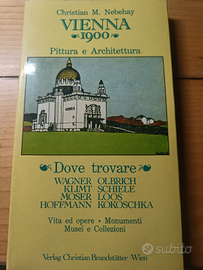 Christian M. Nebehay
VIENNA
1900
Pittura e Architettura
Dove trovare
WAGNER OLBRICH
KLIMT SCHIELE
MOSER LOOS
HOFFMANN KOKOSCHKA
Vita ed opere • Monumenti
Musei e Collezioni
Verlag Christian Brandstätter · Wien
subito